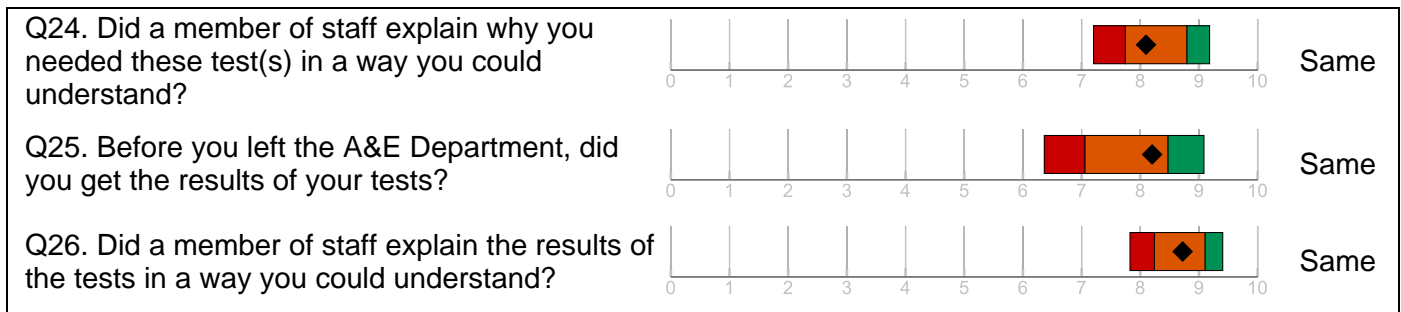 Q24. Did a member of staff explain why you
needed these test(s) in a way you could
understand?
0 1 2 3 4 5 6 7 8 9 10
Same
Q25. Before you left the A&E Department, did
you get the results of your tests?
0 1 2 3 4 5 6 7 8 9 10
Same
Q26. Did a member of staff explain the results of
the tests in a way you could understand?
0 1 2 3 4 5 6 7 8 9 10
Same